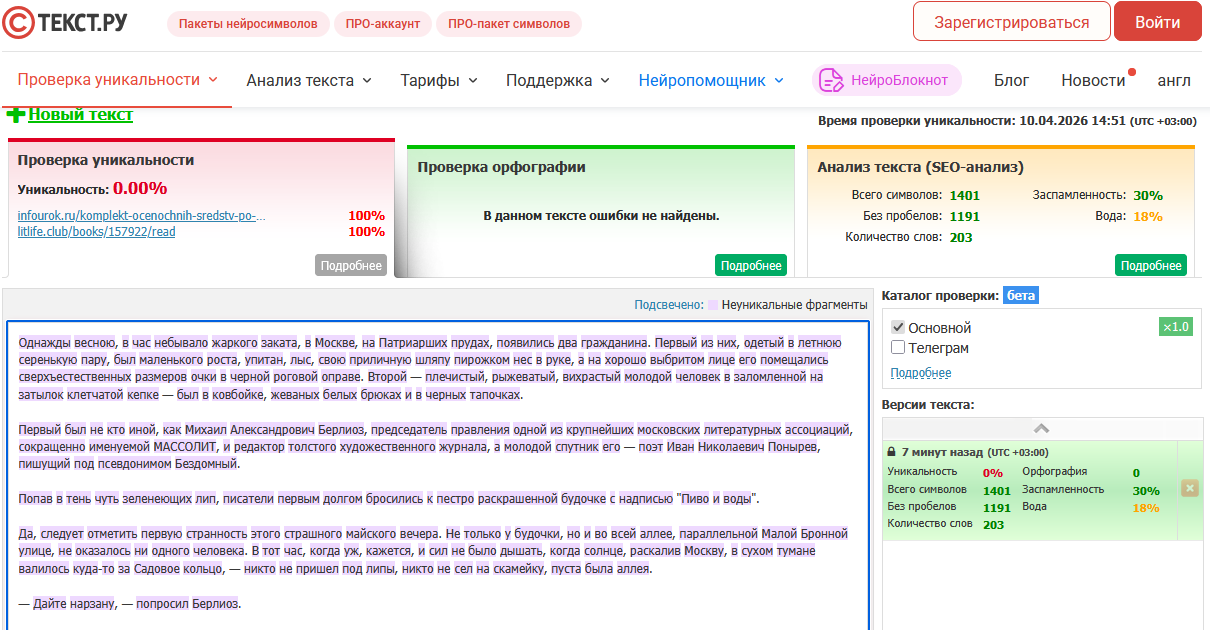 ТЕКСТ.РУ
Пакеты нейросимволов ПРО-аккаунт ПРО-пакет символов
Зарегистрироваться Войти
Проверка уникальности Анализ текста Тарифы Поддержка Нейропомощник НейроБлокнот Блог Новости англ
Новый текст
Время проверки уникальности: 10.04.2026 14:51 (UTC +03:00)
Проверка уникальности
Уникальность: 0.00%
infourok.ru/komplekt-ocenochnih-sredstv-po-... 100%
litlife.club/books/157922/read 100%
Подробнее
Проверка орфографии
В данном тексте ошибки не найдены.
Подробнее
Анализ текста (SEO-анализ)
Всего символов: 1401 Заспамленность: 30%
Без пробелов: 1191 Вода: 18%
Количество слов: 203
Подробнее
Подсвечено: Неуникальные фрагменты
Однажды весною, в час небывало жаркого заката, в Москве, на Патриарших прудах, появились два гражданина. Первый из них, одетый в летнюю
серенькую пару, был маленького роста, упитан, лыс, свою приличную шляпу пирожком нес в руке, а на хорошо выбритом лице его помещались
сверхъестественных размеров очки в черной роговой оправе. Второй — плечистый, рыжеватый, вихрастый молодой человек в заломленной на
затылок клетчатой кепке — был в ковбойке, жеваных белых брюках и в черных тапочках.
Первый был не кто иной, как Михаил Александрович Берлиоз, председатель правления одной из крупнейших московских литературных ассоциаций,
сокращенно именуемой МАССОЛИТ, и редактор толстого художественного журнала, а молодой спутник его — поэт Иван Николаевич Понырев,
пишущий под псевдонимом Бездомный.
Попав в тень чуть зеленеющих лип, писатели первым долгом бросились к пестро раскрашенной будочке с надписью "Пиво и воды".
Да, следует отметить первую странность этого страшного майского вечера. Не только у будочки, но и во всей аллее, параллельной Малой Бронной
улице, не оказалось ни одного человека. В тот час, когда уж, кажется, и сил не было дышать, когда солнце, раскалив Москву, в сухом тумане
валилось куда-то за Садовое кольцо, — никто не пришел под липы, никто не сел на скамейку, пуста была аллея.
— Дайте нарзану, — попросил Берлиоз.
Каталог проверки: бета
Основной ×1.0
Телеграм
Подробнее
Версии текста:
7 минут назад (UTC +03:00)
Уникальность 0% Орфография 0
Всего символов 1401 Заспамленность 30%
Без пробелов 1191 Вода 18%
Количество слов 203